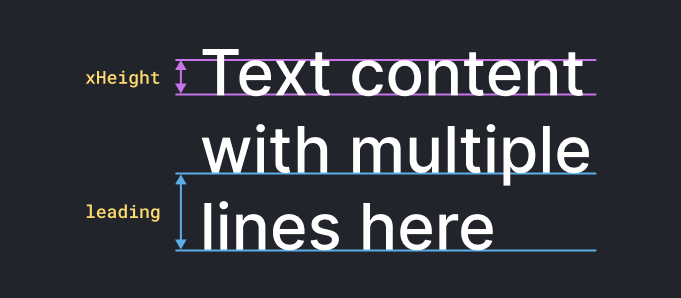 xHeight
Text content
with multiple
leading
lines here